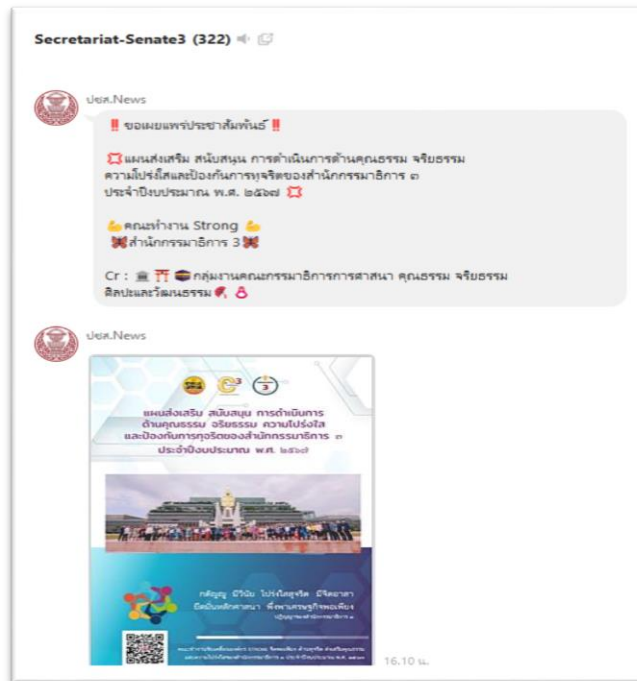 Secretariat-Senate3 (322)
ปชส.News
‼️ ขอเผยแพร่ประชาสัมพันธ์ ‼️
💢แผนส่งเสริม สนับสนุน การดำเนินการด้านคุณธรรม จริยธรรม
ความโปร่งใสและป้องกันการทุจริตของสำนักกรรมาธิการ ๓
ประจำปีงบประมาณ พ.ศ. ๒๕๖๗ 💢
💪คณะทำงาน Strong 💪
สำนักกรรมาธิการ 3
Cr : กลุ่มงานคณะกรรมาธิการการศาสนา คุณธรรม จริยธรรม
ศิลปะและวัฒนธรรม
ปชส.News
แผนส่งเสริม สนับสนุน การดำเนินการ
ด้านคุณธรรม จริยธรรม ความโปร่งใส
และป้องกันการทุจริตของสำนักกรรมาธิการ ๓
ประจำปีงบประมาณ พ.ศ. ๒๕๖๗
กตัญญู มีวินัย โปร่งใสสุจริต มีจิตอาสา
ยึดมั่นหลักศาสนา พึ่งพาเศรษฐกิจพอเพียง
16.10 น.